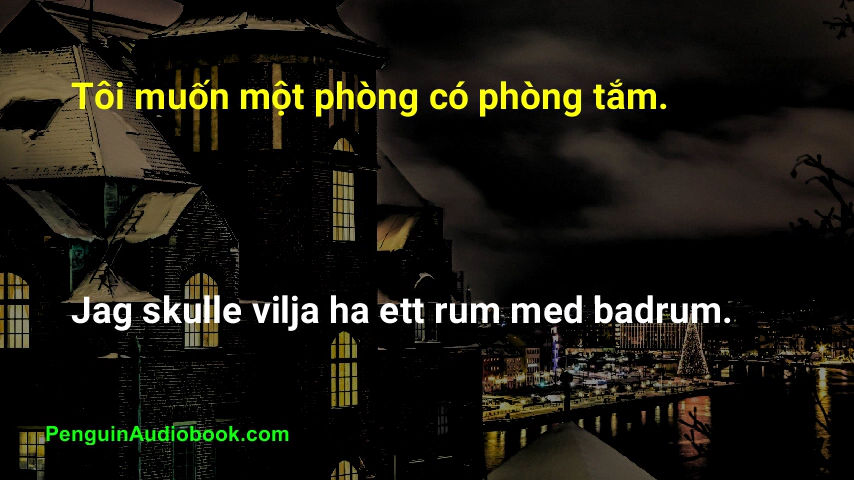 Tôi muốn một phòng có phòng tắm.
Jag skulle vilja ha ett rum med badrum.
PenguinAudiobook.com